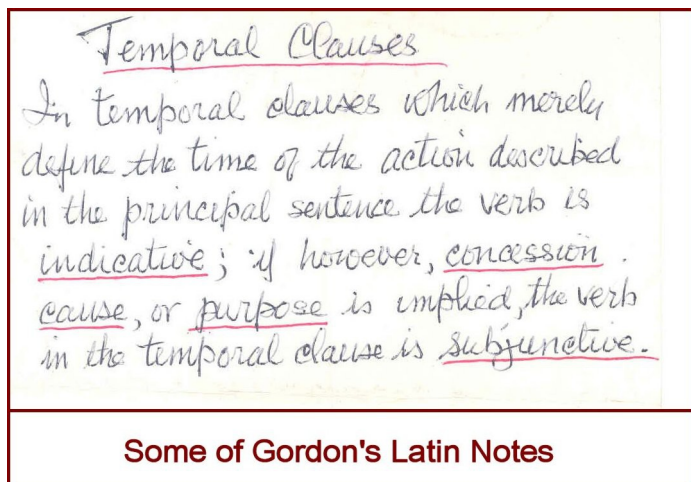 Temporal Clauses
In temporal clauses which merely
define the time of the action described
in the principal sentence the verb is
indicative; if however, concession.
cause, or purpose is implied, the verb
in the temporal clause is subjunctive.
Some of Gordon's Latin Notes